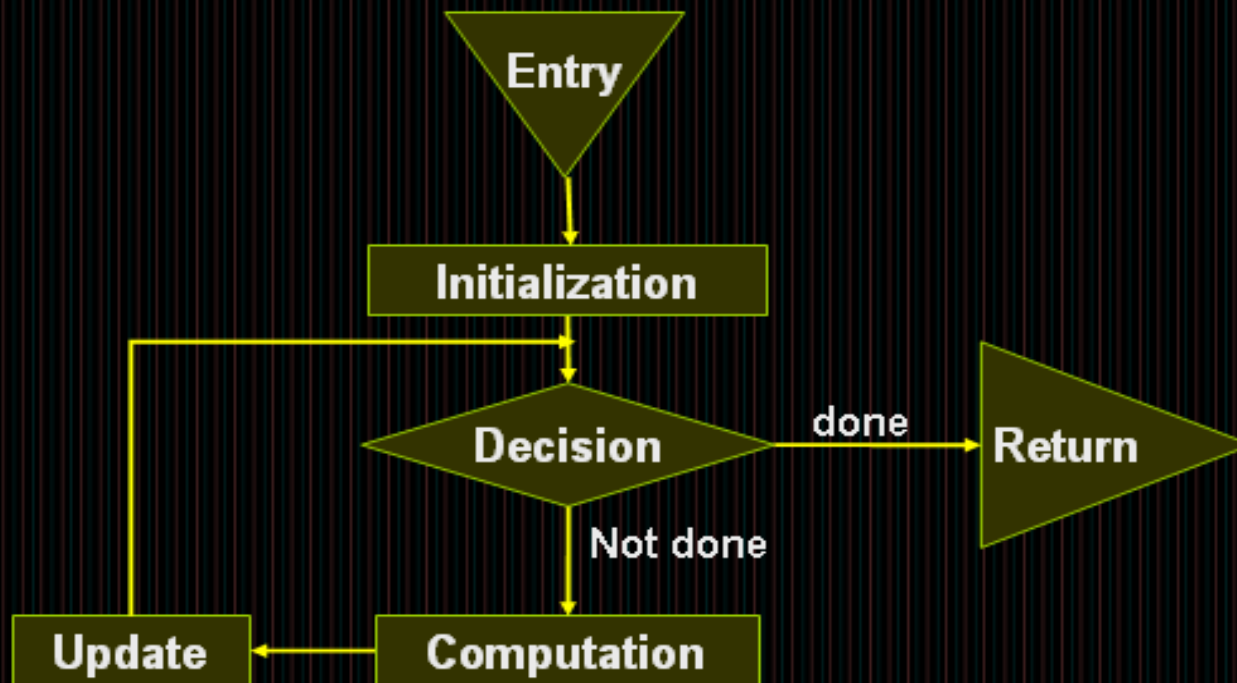 Entry
Initialization
Decision
done
Return
Not done
Update
Computation